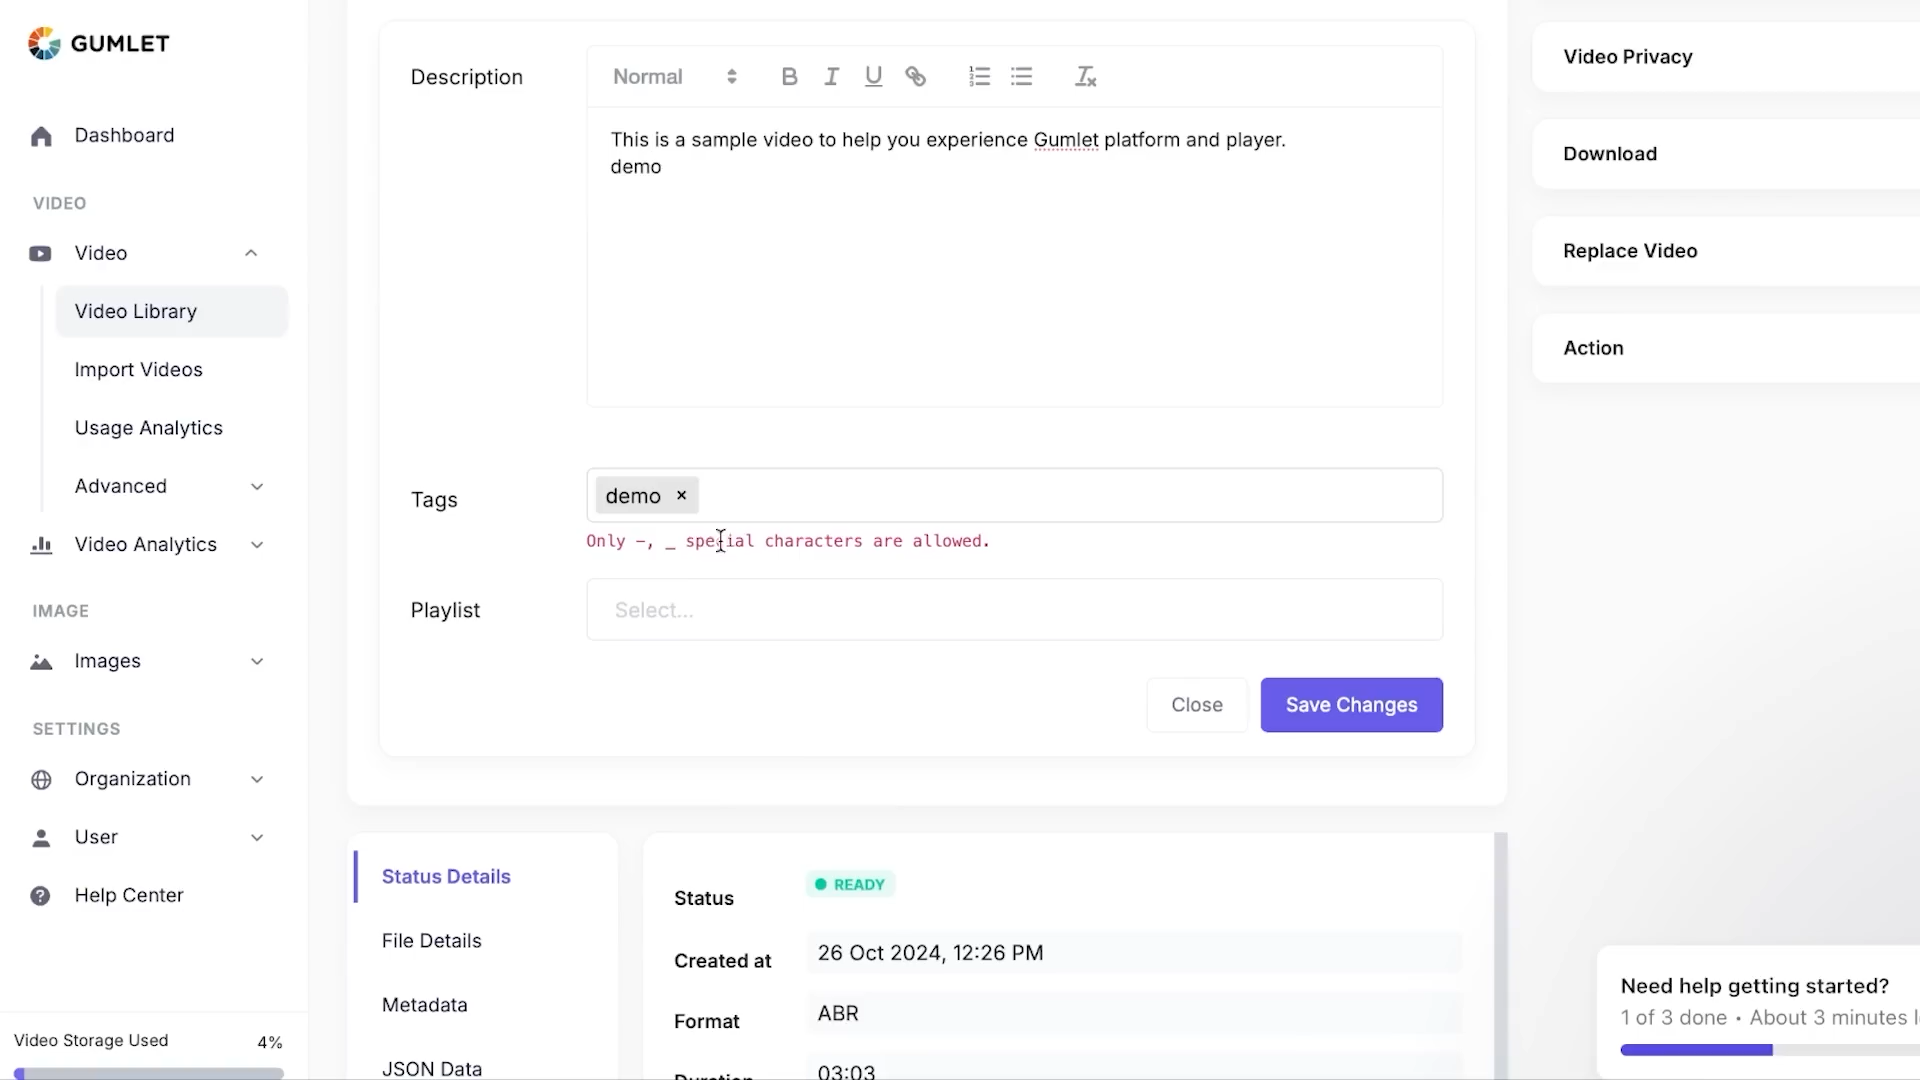 GUMLET
Dashboard
VIDEO
Video
Video Library
Import Videos
Usage Analytics
Advanced
Video Analytics
IMAGE
Images
SETTINGS
Organization
User
Help Center
Video Storage Used
4%
Description
Normal
This is a sample video to help you experience Gumlet platform and player.
demo
Tags
demo ×
Only -, _ special characters are allowed.
Playlist
Select...
Close
Save Changes
Status Details
File Details
Metadata
JSON Data
Status
READY
Created at
26 Oct 2024, 12:26 PM
Format
ABR
Duration
03:03
Video Privacy
Download
Replace Video
Action
Need help getting started?
1 of 3 done • About 3 minutes